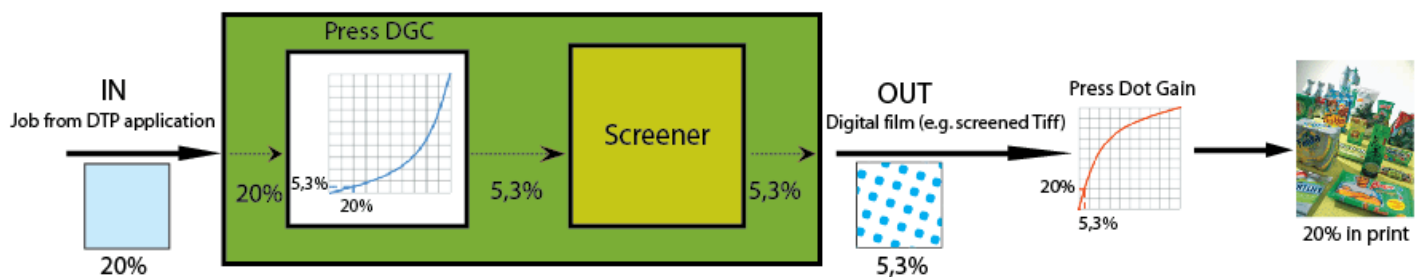 Press DGC
IN
Job from DTP application
20%
20%
5,3%
20%
5,3%
Screener
5,3%
OUT
Digital film (e.g. screened Tiff)
5,3%
Press Dot Gain
20%
5,3%
20% in print